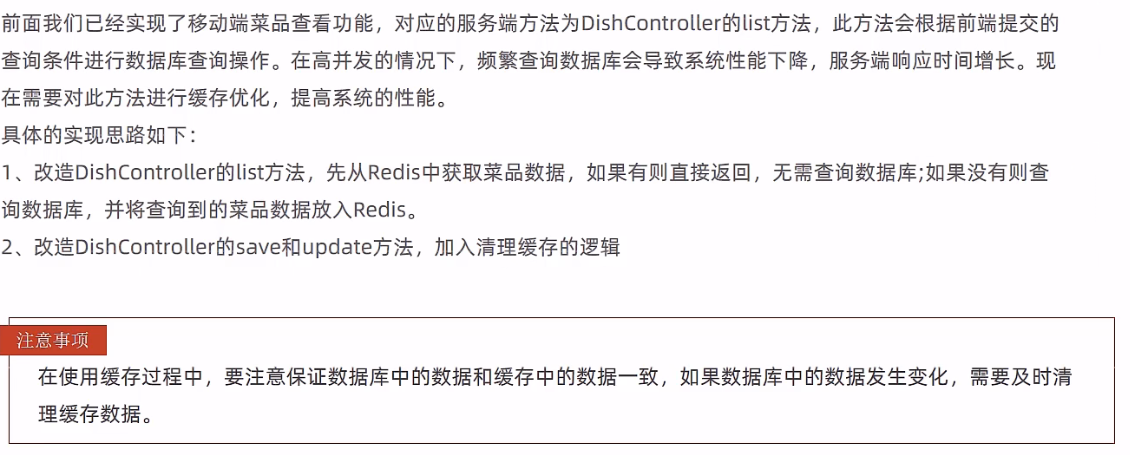 前面我们已经实现了移动端菜品查看功能，对应的服务端方法为DishController的list方法，此方法会根据前端提交的
查询条件进行数据库查询操作。在高并发的情况下，频繁查询数据库会导致系统性能下降，服务端响应时间增长。现
在需要对此方法进行缓存优化，提高系统的性能。
具体的实现思路如下：
1、改造DishController的list方法，先从Redis中获取菜品数据，如果有则直接返回，无需查询数据库;如果没有则查
询数据库，并将查询到的菜品数据放入Redis。
2、改造DishController的save和update方法，加入清理缓存的逻辑
注意事项
在使用缓存过程中，要注意保证数据库中的数据和缓存中的数据一致，如果数据库中的数据发生变化，需要及时清
理缓存数据。